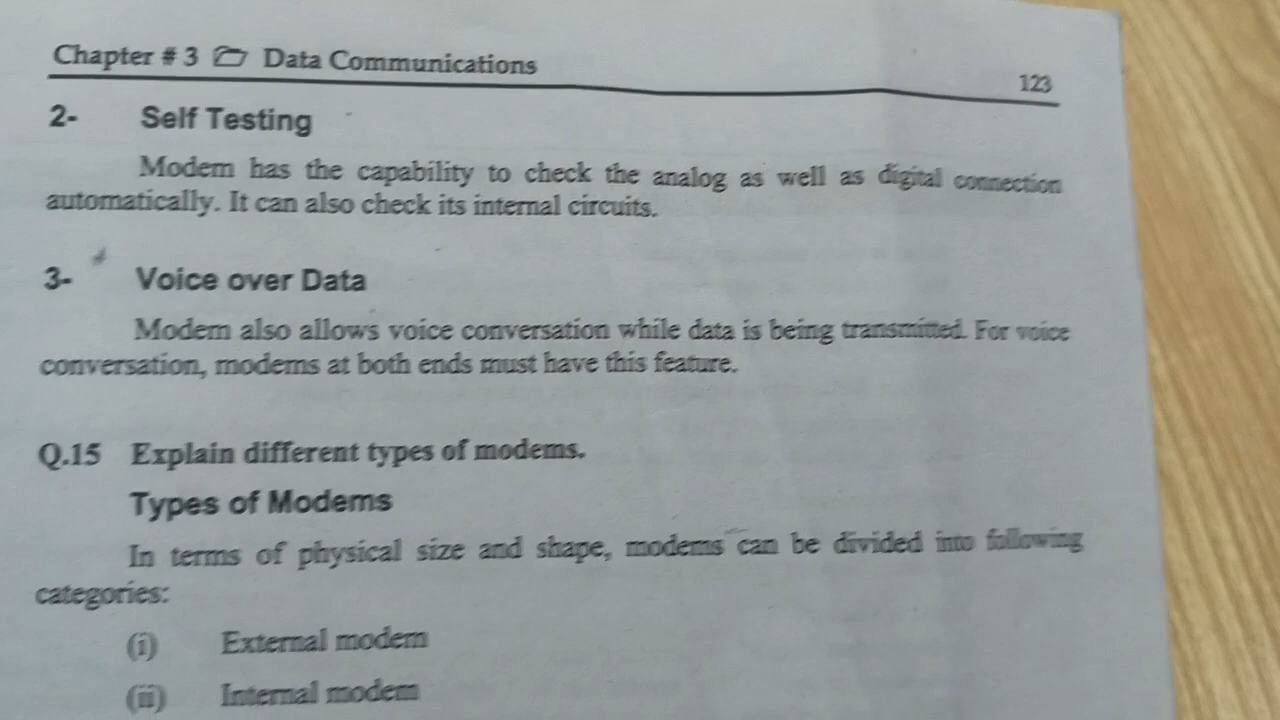 Chapter # 3 Data Communications
123
2- Self Testing
Modem has the capability to check the analog as well as digital connection
automatically. It can also check its internal circuits.
3- Voice over Data
Modem also allows voice conversation while data is being transmitted. For voice
conversation, modems at both ends must have this feature.
Q.15 Explain different types of modems.
Types of Modems
In terms of physical size and shape, modems can be divided into following
categories:
(i) External modem
(ii) Internal modem